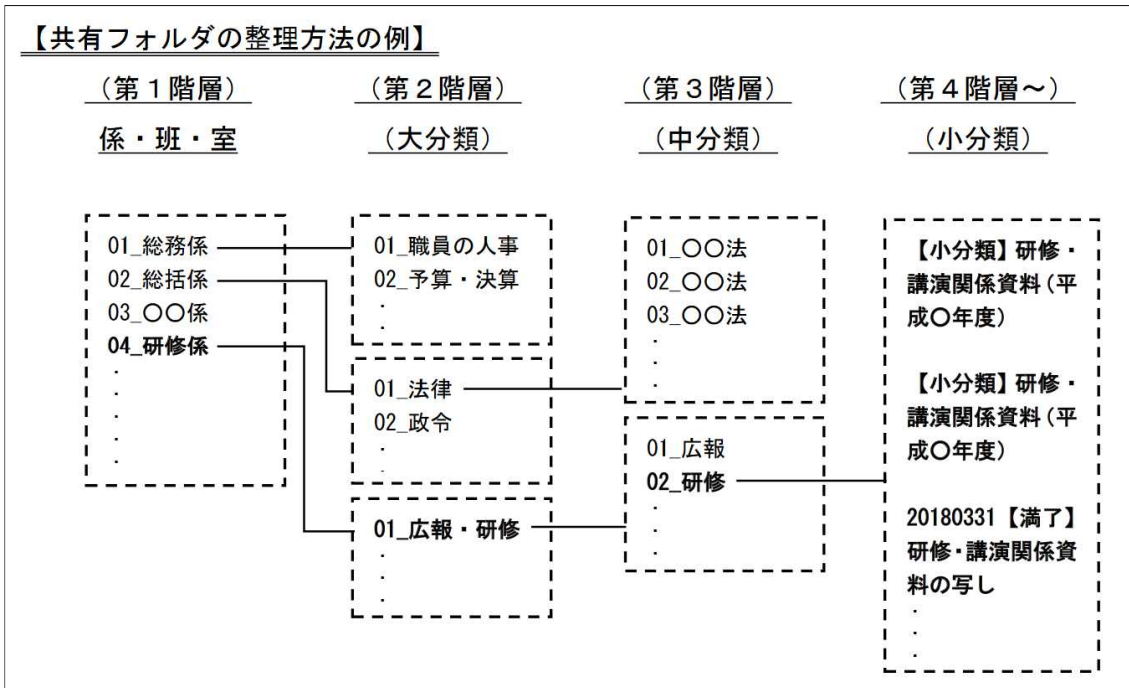 【共有フォルダの整理方法の例】
(第1階層)
係・班・室
(第2階層)
(大分類)
(第3階層)
(中分類)
(第4階層~)
(小分類)
01_総務係
02_総括係
03_〇〇係
04_研修係
01_職員の人事
02_予算・決算
01_法律
02_政令
01_広報・研修
01_〇〇法
02_〇〇法
03_〇〇法
01_広報
02_研修
【小分類】研修・
講演関係資料(平
成〇年度)
【小分類】研修・
講演関係資料(平
成〇年度)
20180331【満了】
研修・講演関係資
料の写し